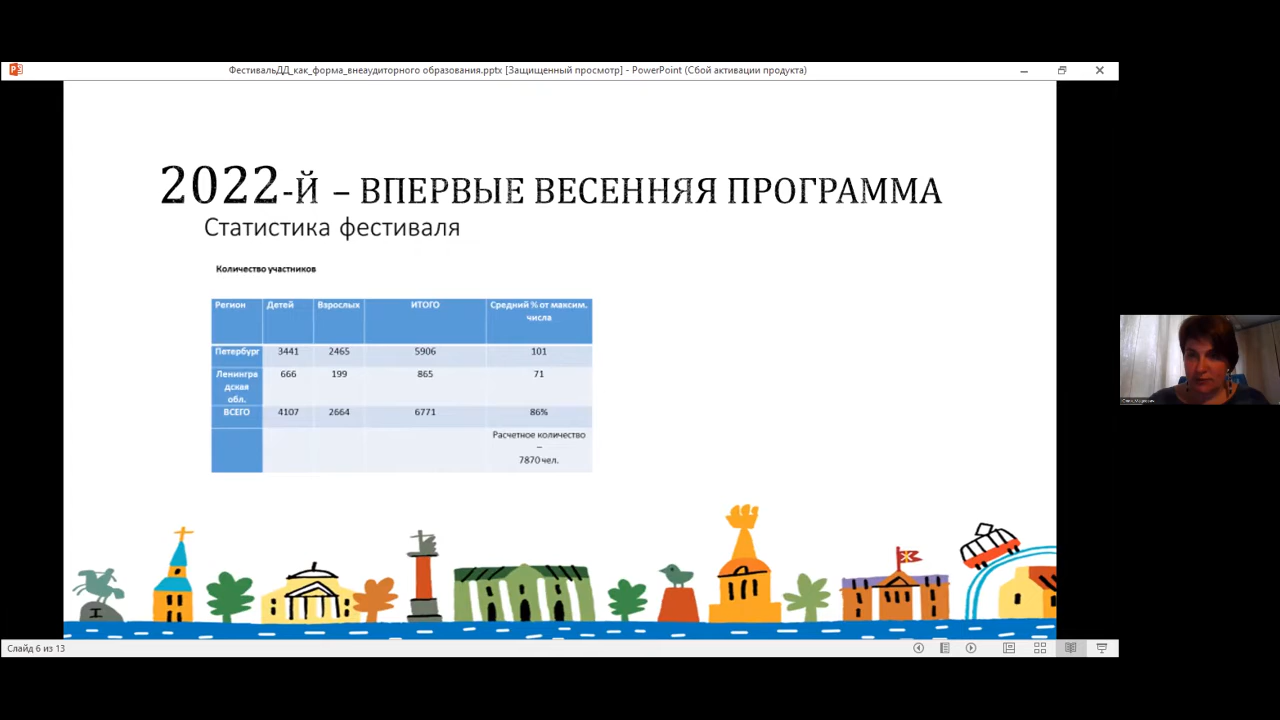 ФестивальДД_как_форма_внеаудиторного образования.pptx [Защищенный просмотр] - PowerPoint (Сбой активации продукта)
2022-Й – ВПЕРВЫЕ ВЕСЕННЯЯ ПРОГРАММА
Статистика фестиваля
Количество участников
Регион Детей Взрослых ИТОГО Средний % от максим.
числа
Петербург 3441 2465 5906 101
Ленингра 666 199 865 71
дская
обл.
ВСЕГО 4107 2664 6771 86%
Расчетное количество
–
7870 чел.
Слайд 6 из 13